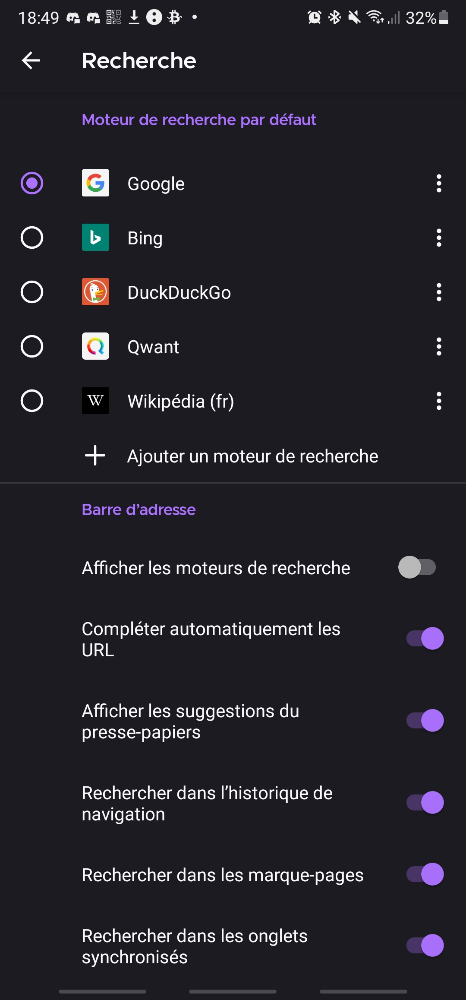 18:49 32%
Recherche
Moteur de recherche par défaut
Google
Bing
DuckDuckGo
Qwant
Wikipédia (fr)
Ajouter un moteur de recherche
Barre d’adresse
Afficher les moteurs de recherche
Compléter automatiquement les
URL
Afficher les suggestions du
presse-papiers
Rechercher dans l’historique de
navigation
Rechercher dans les marque-pages
Rechercher dans les onglets
synchronisés